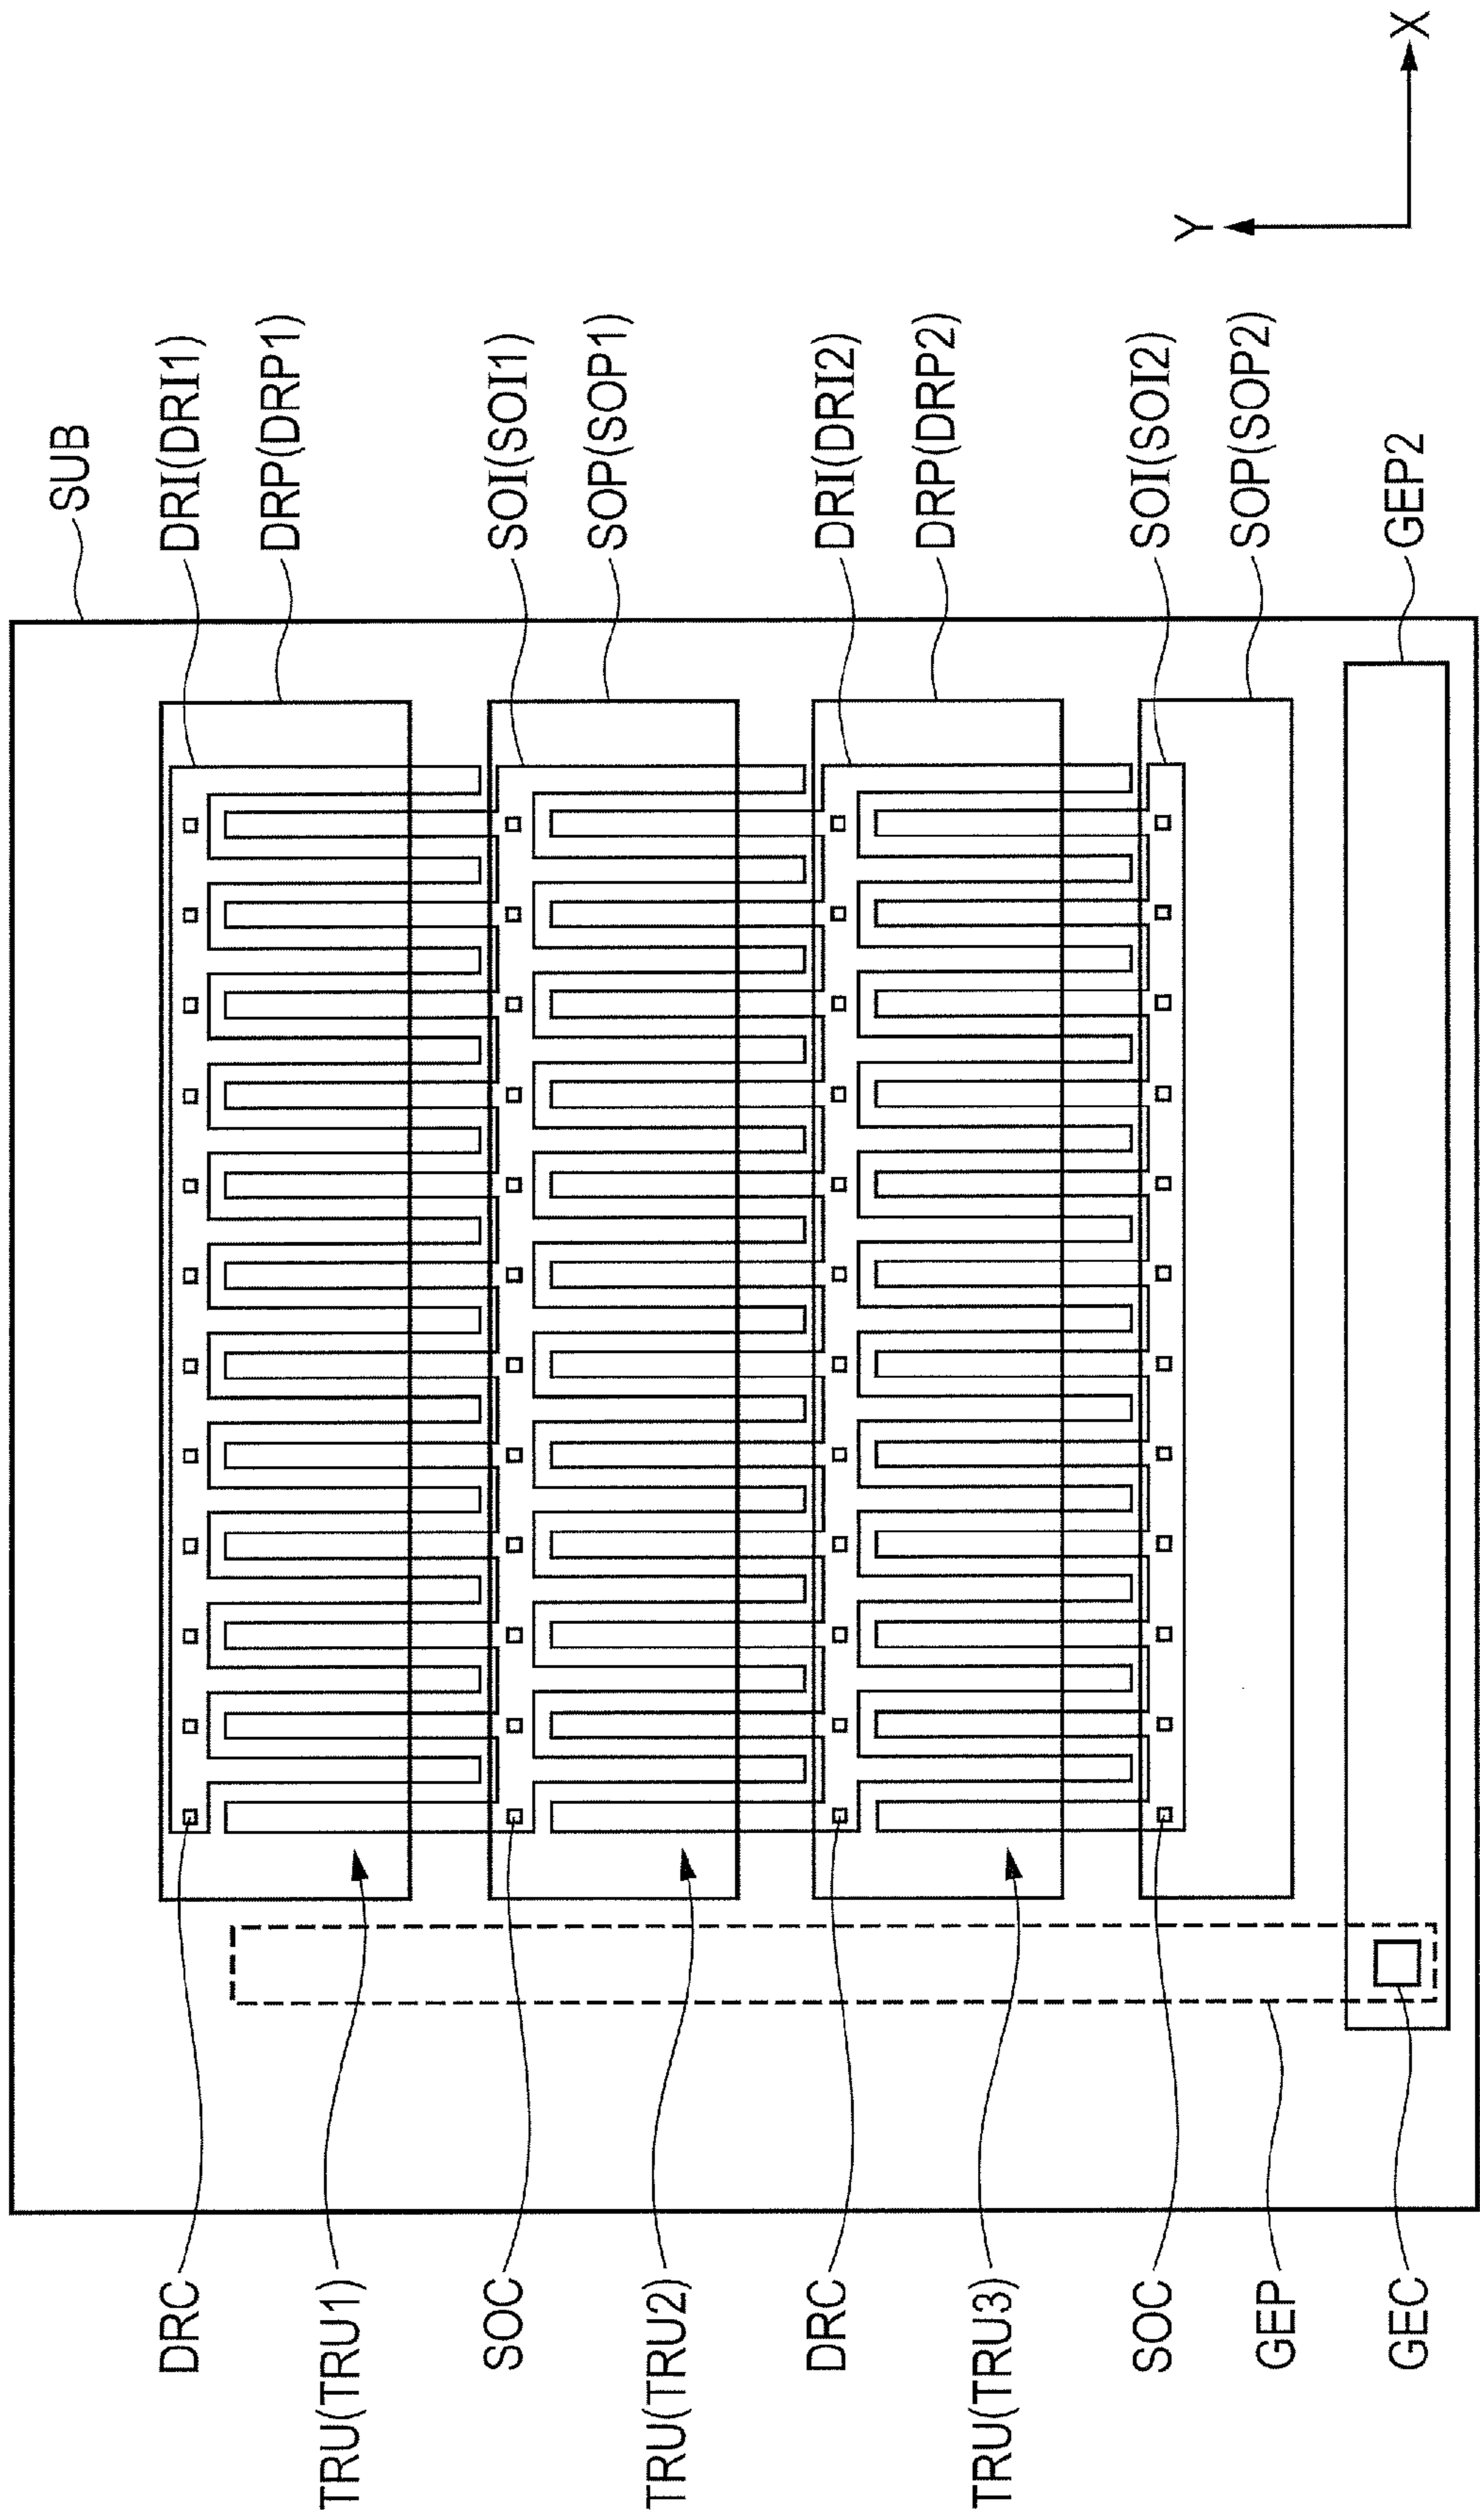 SUB
DRI(DRI1)
DRP(DRP1)
SOI(SOI1)
SOP(SOP1)
DRI(DRI2)
DRP(DRP2)
SOI(SOI2)
SOP(SOP2)
GEP2
Y
X
DRC
TRU(TRU1)
SOC
TRU(TRU2)
DRC
TRU(TRU3)
SOC
GEP
GEC